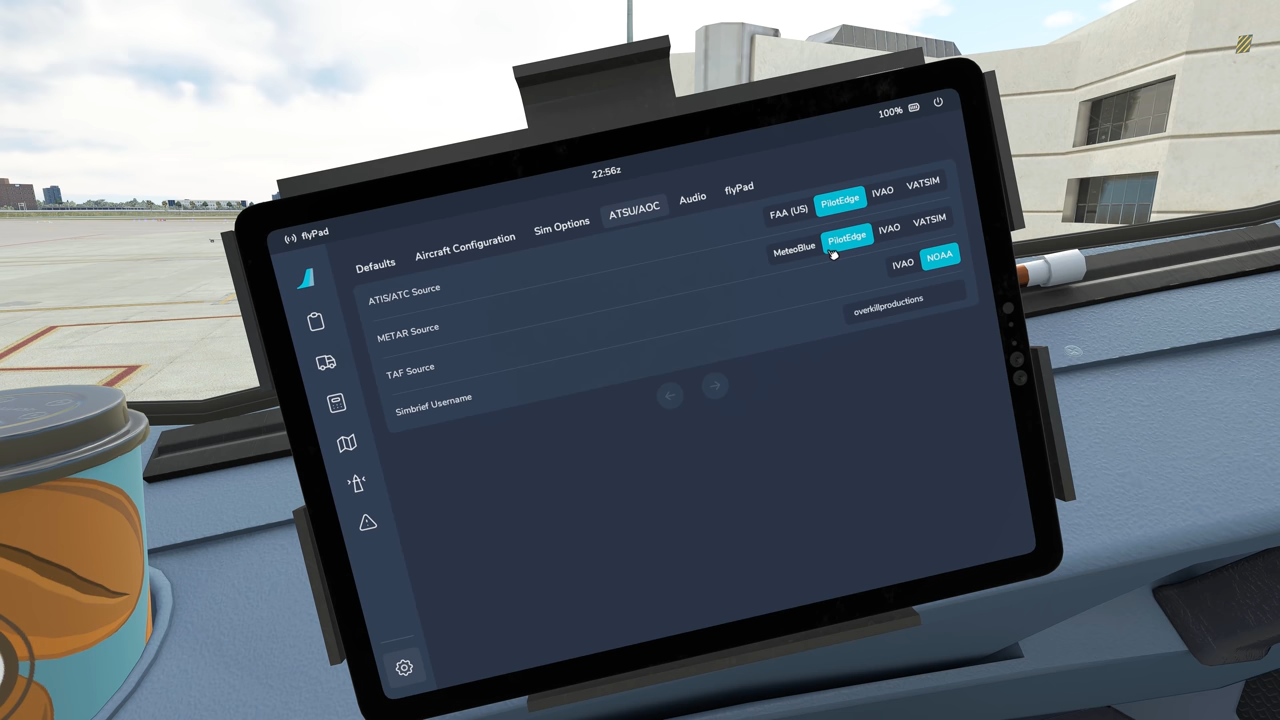 22:56z
100%
flyPad
Defaults Aircraft Configuration Sim Options ATSU/AOC Audio flyPad
ATIS/ATC Source FAA (US) PilotEdge IVAO VATSIM
METAR Source MeteoBlue PilotEdge IVAO VATSIM
TAF Source IVAO NOAA
Simbrief Username overkillproductions